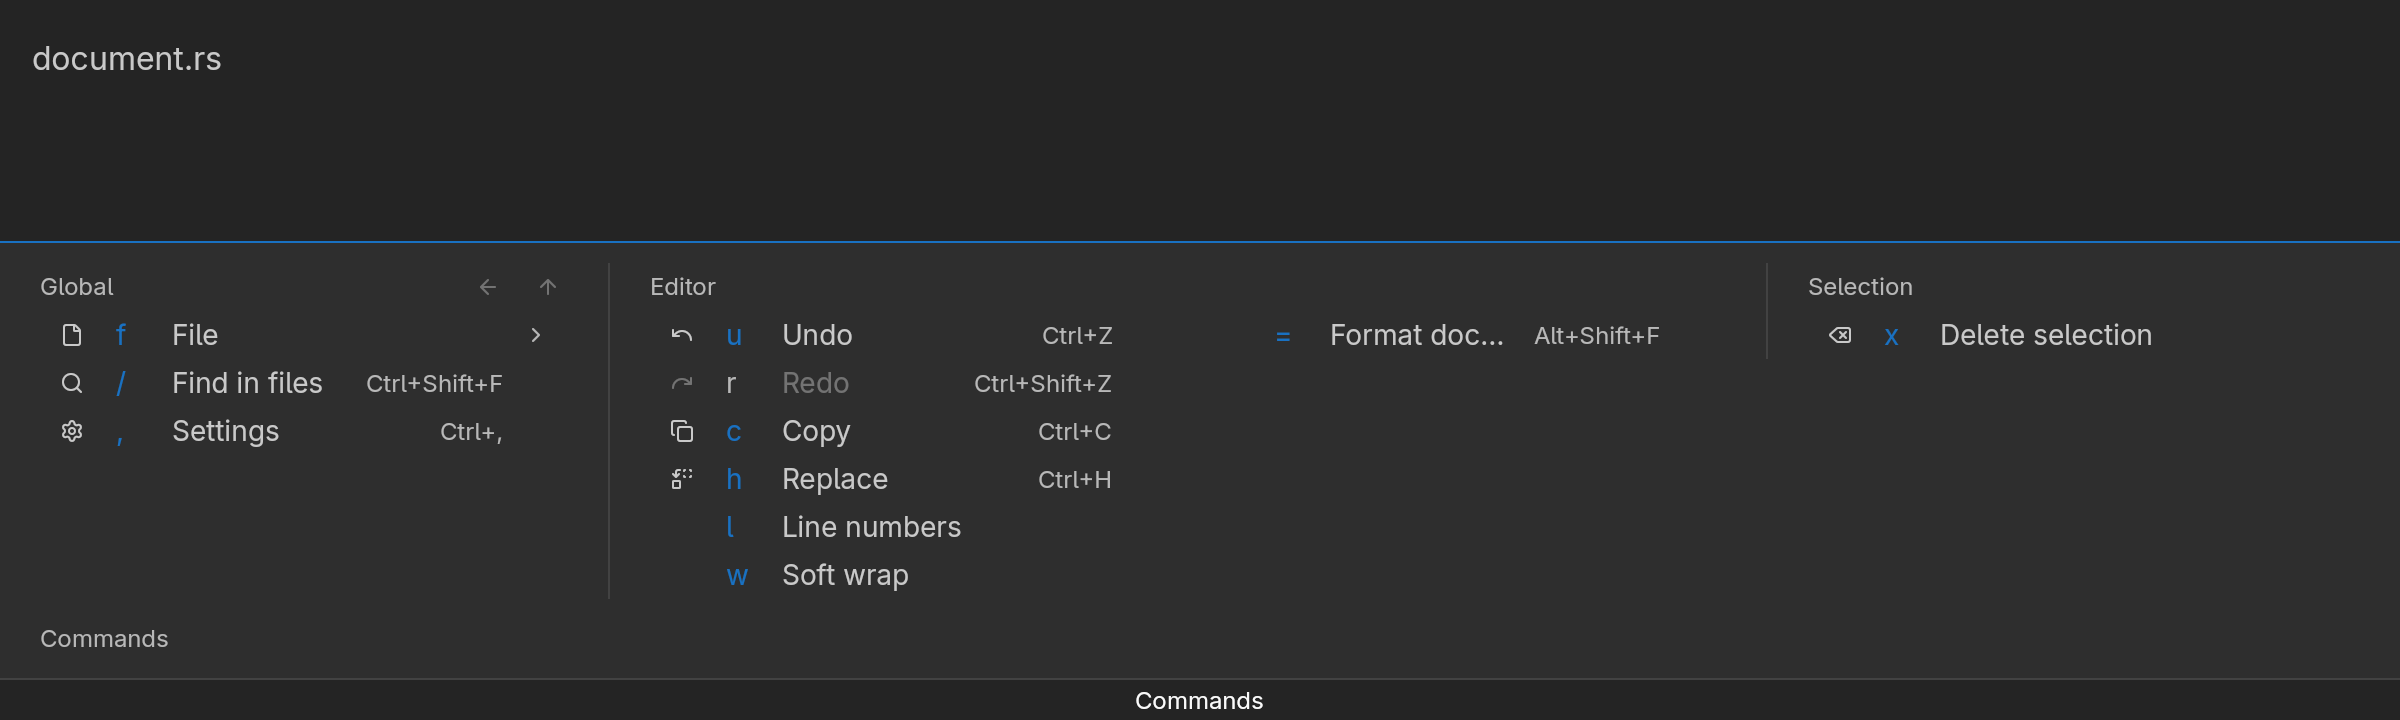 document.rs
Global
f File
/ Find in files Ctrl+Shift+F
, Settings Ctrl+,
Editor
u Undo Ctrl+Z
r Redo Ctrl+Shift+Z
c Copy Ctrl+C
h Replace Ctrl+H
l Line numbers
w Soft wrap
= Format doc... Alt+Shift+F
Selection
x Delete selection
Commands
Commands